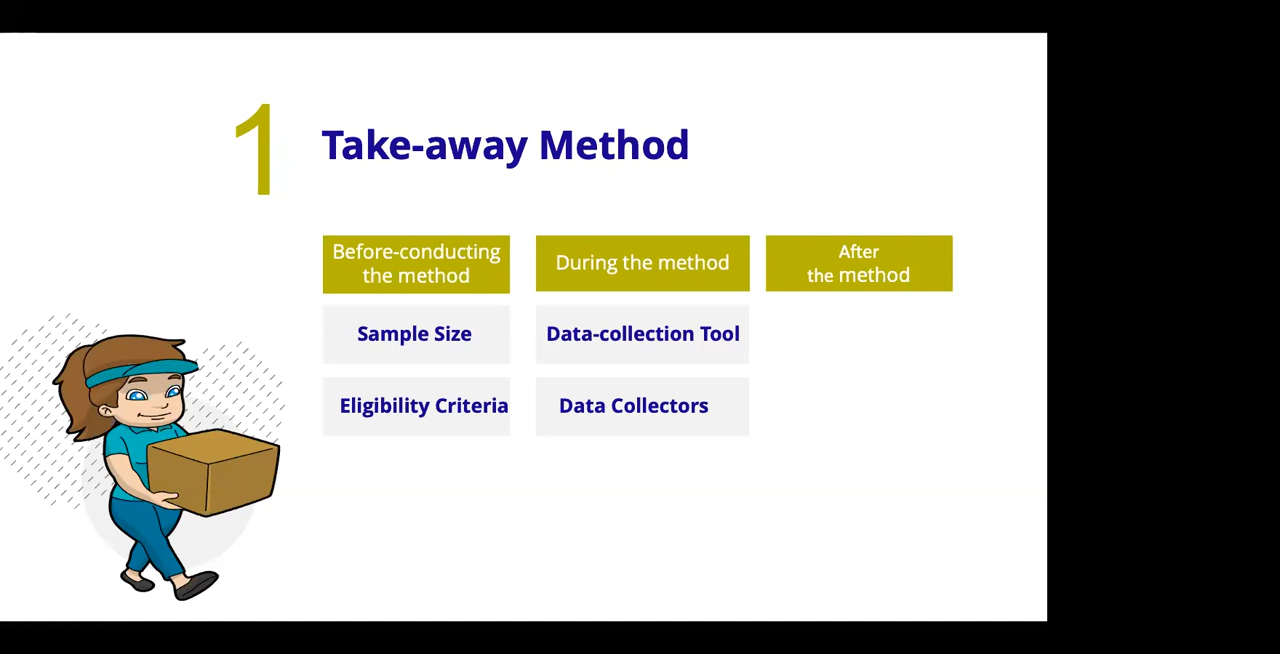 1
Take-away Method
Before-conducting
the method
During the method
After
the method
Sample Size
Data-collection Tool
Eligibility Criteria
Data Collectors